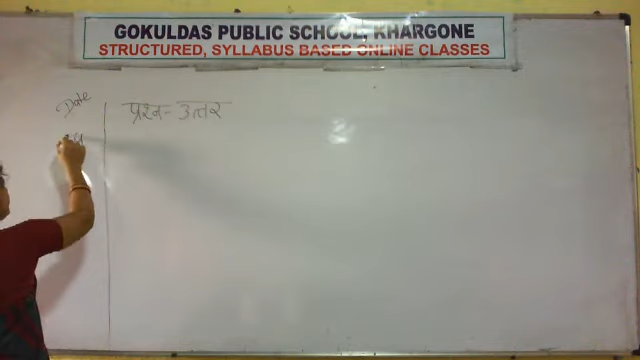 GOKULDAS PUBLIC SCHOOL, KHARGONE
STRUCTURED, SYLLABUS BASED ONLINE CLASSES
Date
प्रश्न-उत्तर